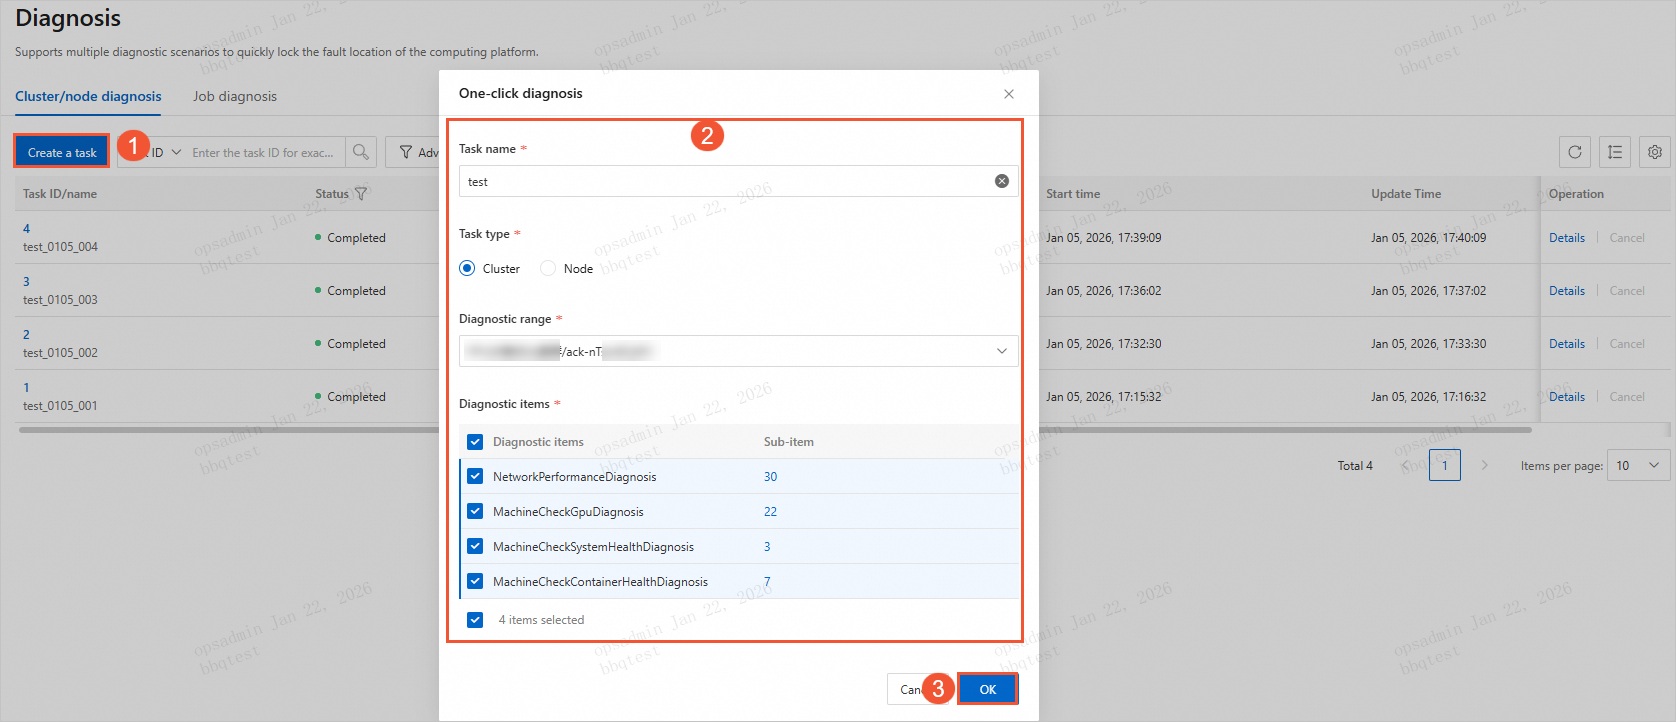 Diagnosis
Supports multiple diagnostic scenarios to quickly lock the fault location of the computing platform.
Cluster/node diagnosis
Job diagnosis
Create a task
1
ID
Enter the task ID for exac...
Adv
Task ID/name
Status
Start time
Update Time
Operation
4
test_0105_004
Completed
Jan 05, 2026, 17:39:09
Jan 05, 2026, 17:40:09
Details
Cancel
3
test_0105_003
Completed
Jan 05, 2026, 17:36:02
Jan 05, 2026, 17:37:02
Details
Cancel
2
test_0105_002
Completed
Jan 05, 2026, 17:32:30
Jan 05, 2026, 17:33:30
Details
Cancel
1
test_0105_001
Completed
Jan 05, 2026, 17:15:32
Jan 05, 2026, 17:16:32
Details
Cancel
Total 4
1
Items per page:
10
One-click diagnosis
2
Task name *
test
Task type *
Cluster
Node
Diagnostic range *
/ack-nT
Diagnostic items *
Diagnostic items
Sub-item
NetworkPerformanceDiagnosis
30
MachineCheckGpuDiagnosis
22
MachineCheckSystemHealthDiagnosis
3
MachineCheckContainerHealthDiagnosis
7
4 items selected
Can
3
OK
opsadmin Jan 22, 2026
bbqtest